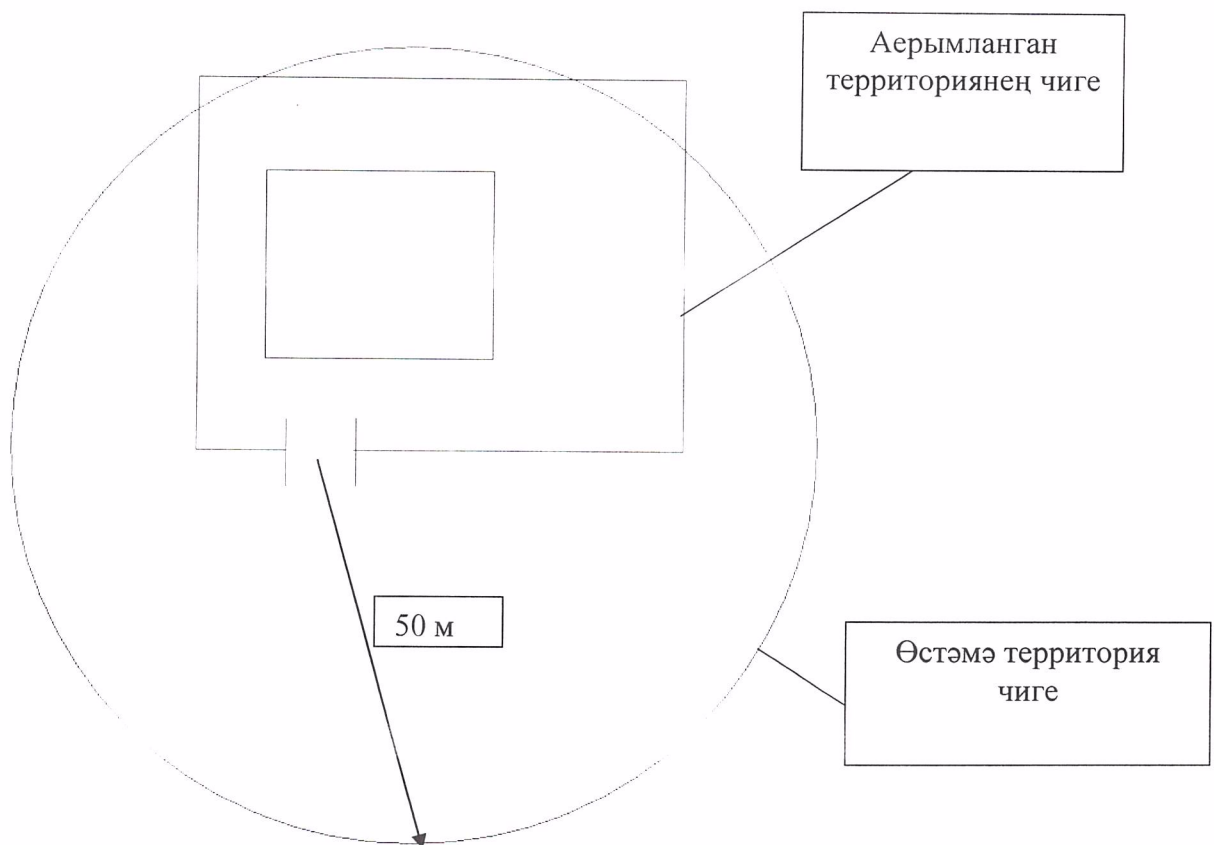 Аерымланган
территориянең чиге
50 м
Өстәмә территория
чиге